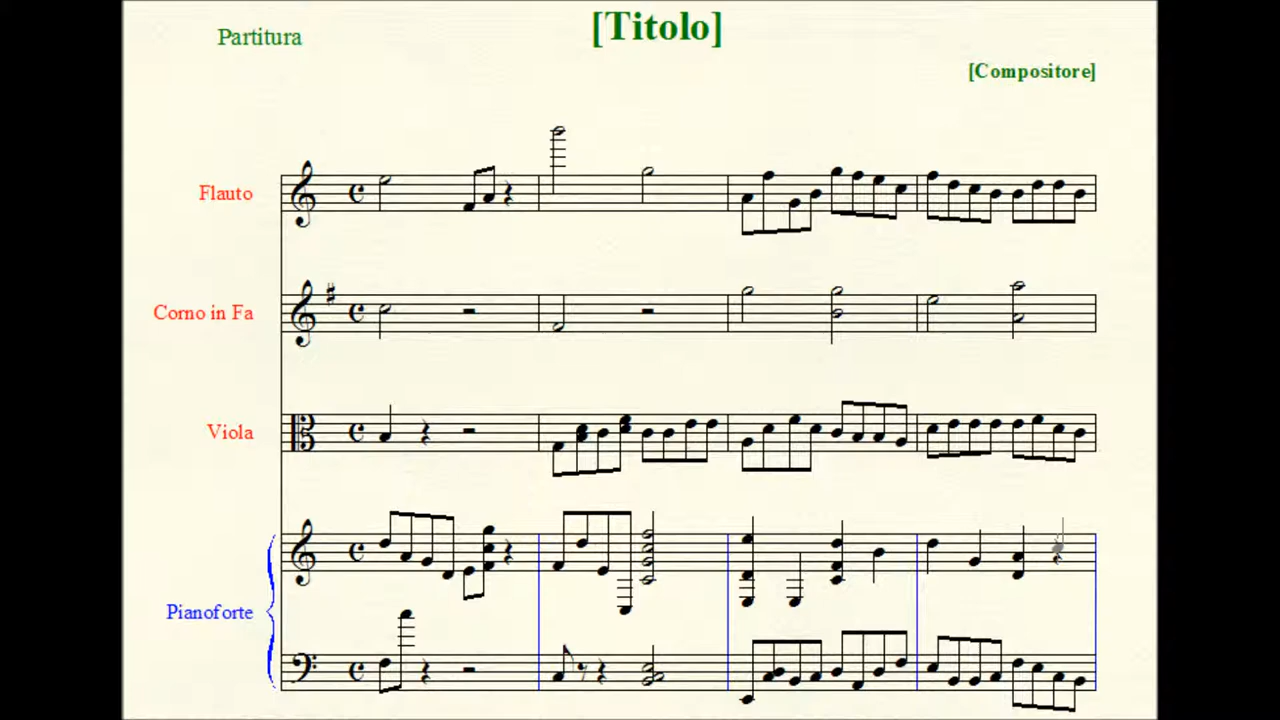 [Titolo]
Partitura
[Compositore]
Flauto
Corno in Fa
Viola
Pianoforte